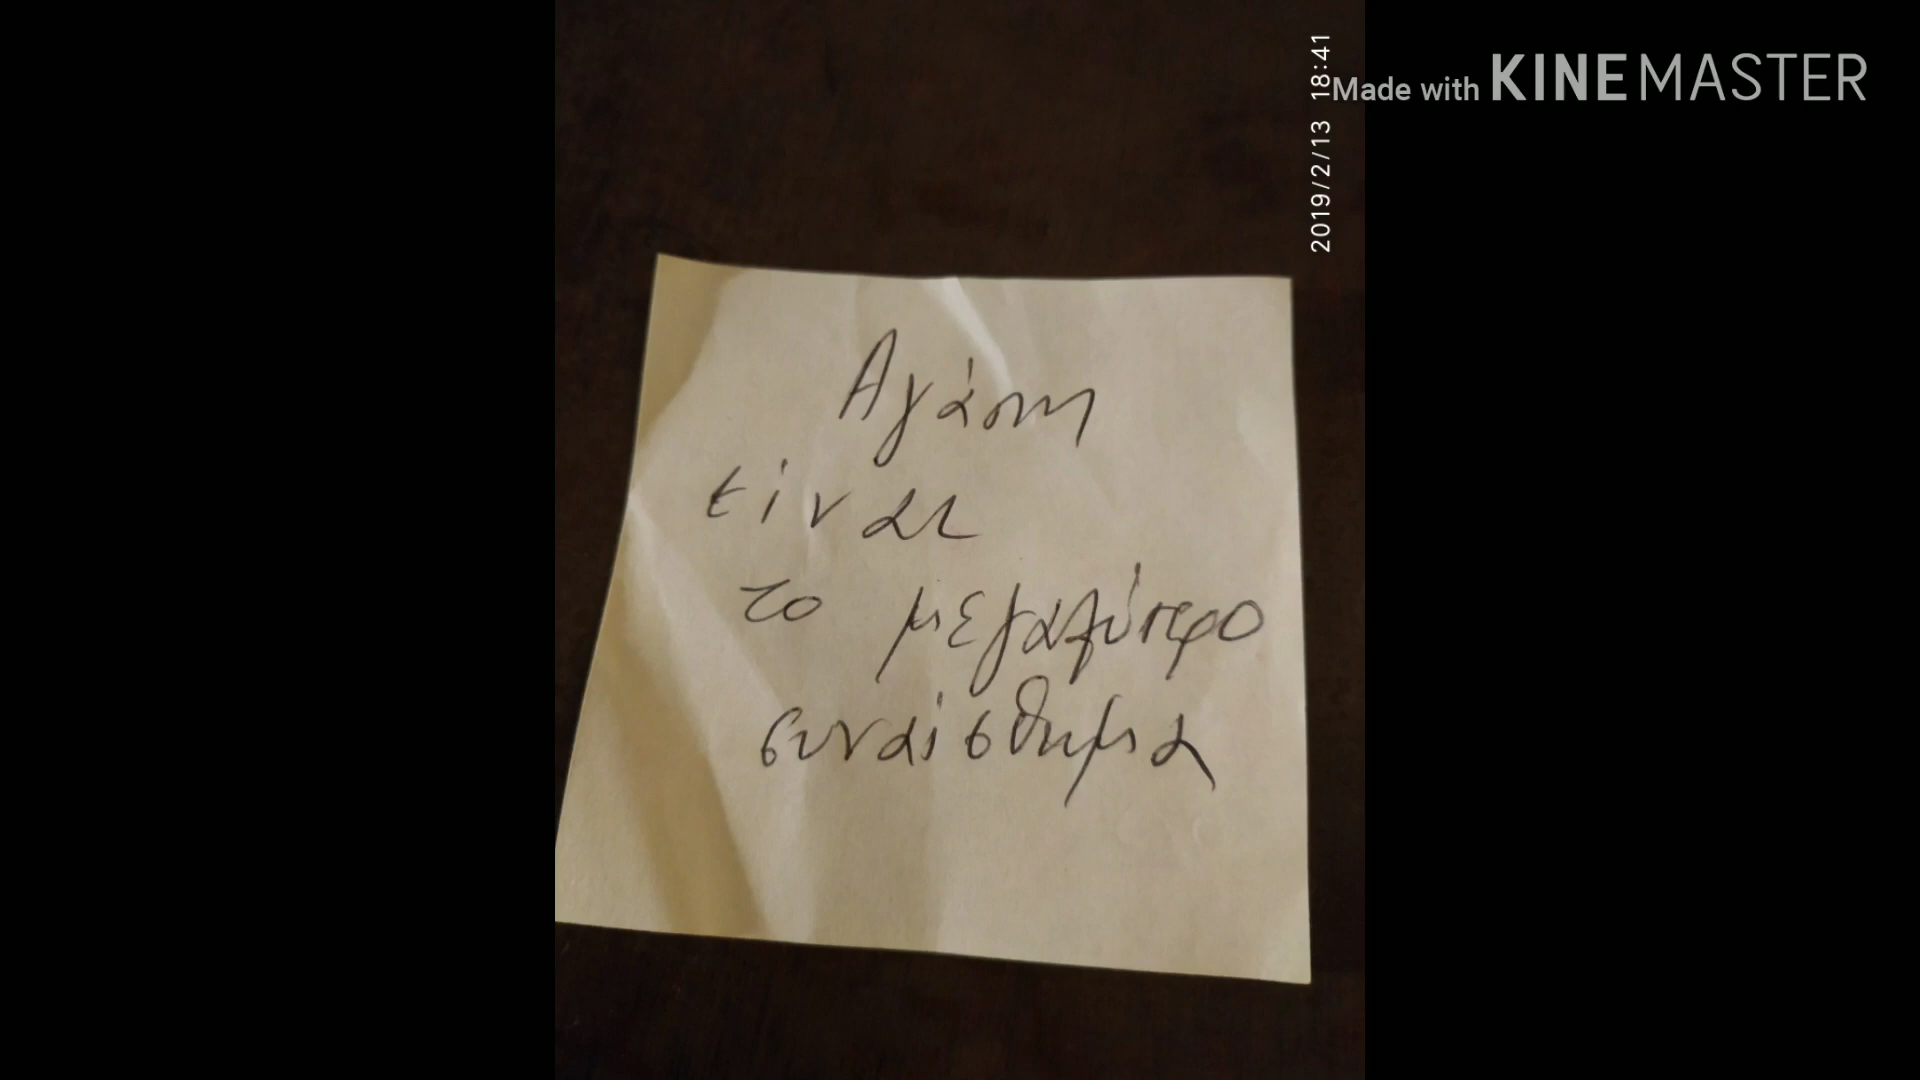 2019/2/13 18:41
Made with KINEMASTER
Αγάπη
είναι
το μεγαλύτερο
συναίσθημα